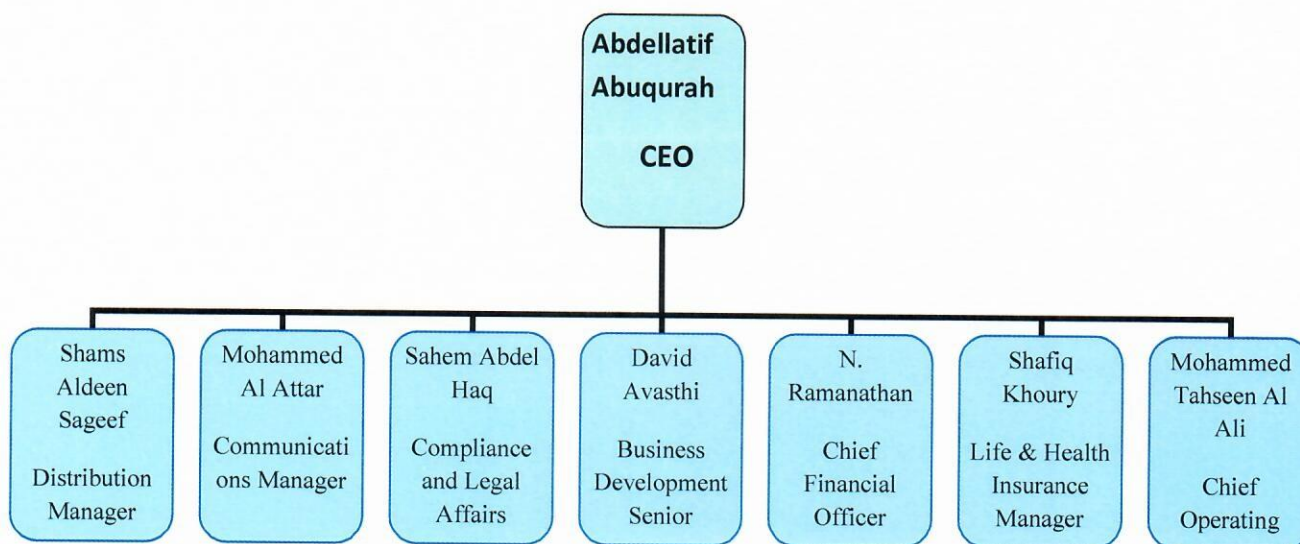 Abdellatif
Abuqurah
CEO
Shams
Aldeen
Sageef
Distribution
Manager
Mohammed
Al Attar
Communicati
ons Manager
Sahem Abdel
Haq
Compliance
and Legal
Affairs
David
Avasthi
Business
Development
Senior
N.
Ramanathan
Chief
Financial
Officer
Shafiq
Khoury
Life & Health
Insurance
Manager
Mohammed
Tahseen Al
Ali
Chief
Operating